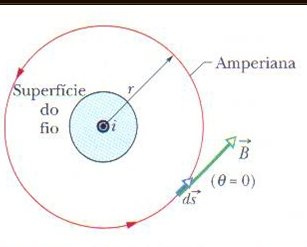 Amperiana
Superfície
do
fio
r
i
B⃗
(θ = 0)
ds⃗